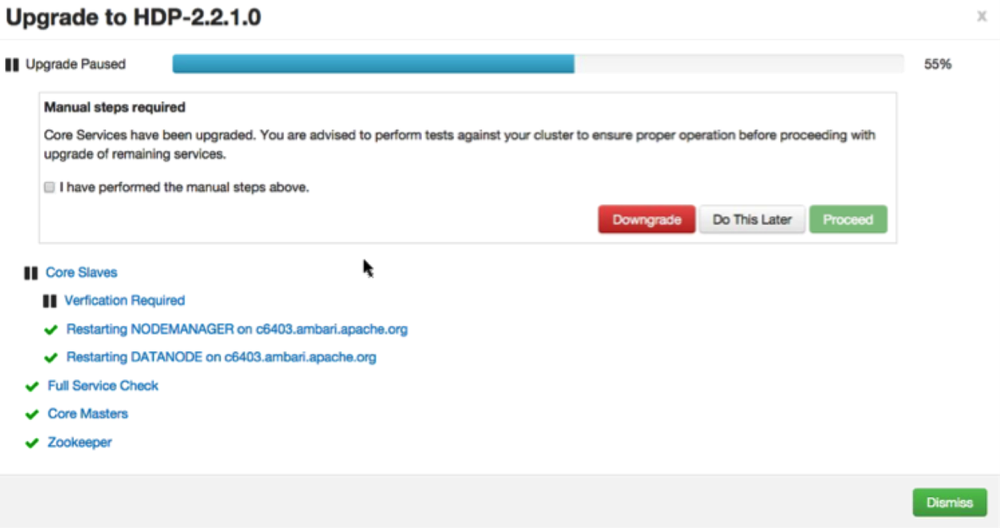 Upgrade to HDP-2.2.1.0
x
Upgrade Paused
55%
Manual steps required
Core Services have been upgraded. You are advised to perform tests against your cluster to ensure proper operation before proceeding with
upgrade of remaining services.
I have performed the manual steps above.
Downgrade
Do This Later
Proceed
Core Slaves
Verfication Required
Restarting NODEMANAGER on c6403.ambari.apache.org
Restarting DATANODE on c6403.ambari.apache.org
Full Service Check
Core Masters
Zookeeper
Dismiss